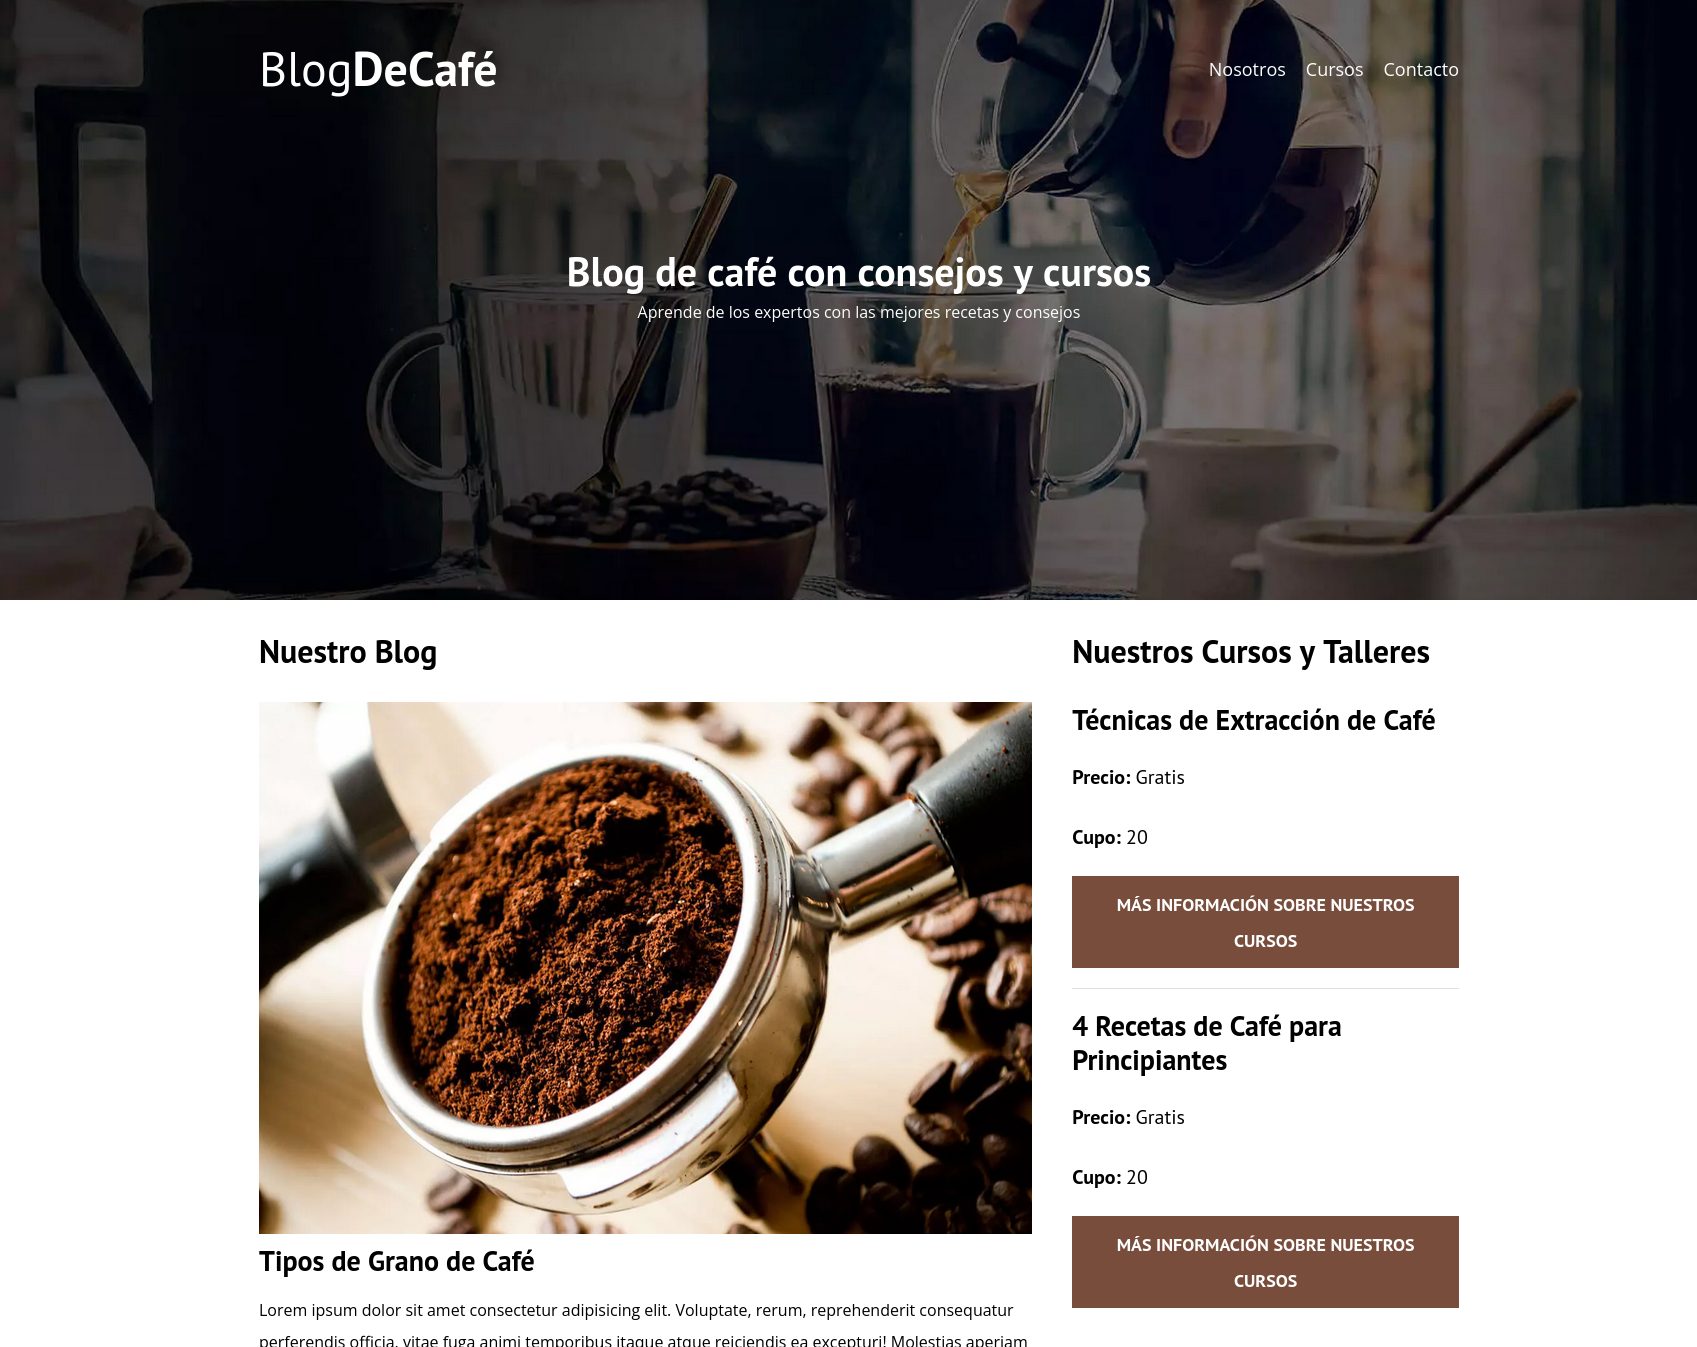 BlogDeCafé
Nosotros Cursos Contacto
Blog de café con consejos y cursos
Aprende de los expertos con las mejores recetas y consejos
Nuestro Blog
Tipos de Grano de Café
Lorem ipsum dolor sit amet consectetur adipisicing elit. Voluptate, rerum, reprehenderit consequatur
perferendis officia, vitae fuga animi temporibus itaque atque reiciendis ea excepturi! Molestias aperiam
Nuestros Cursos y Talleres
Técnicas de Extracción de Café
Precio: Gratis
Cupo: 20
MÁS INFORMACIÓN SOBRE NUESTROS
CURSOS
4 Recetas de Café para
Principiantes
Precio: Gratis
Cupo: 20
MÁS INFORMACIÓN SOBRE NUESTROS
CURSOS